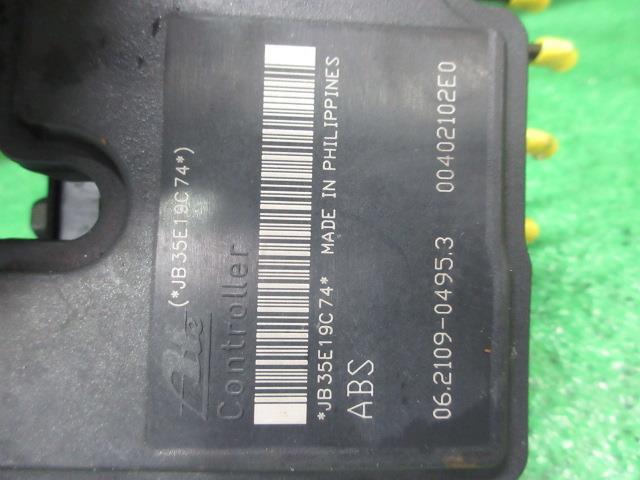 (*JB35E19C74*)
Ate
Controller
*JB35E19C74* MADE IN PHILIPPINES
ABS
06.2109-0495.3 00402102E0